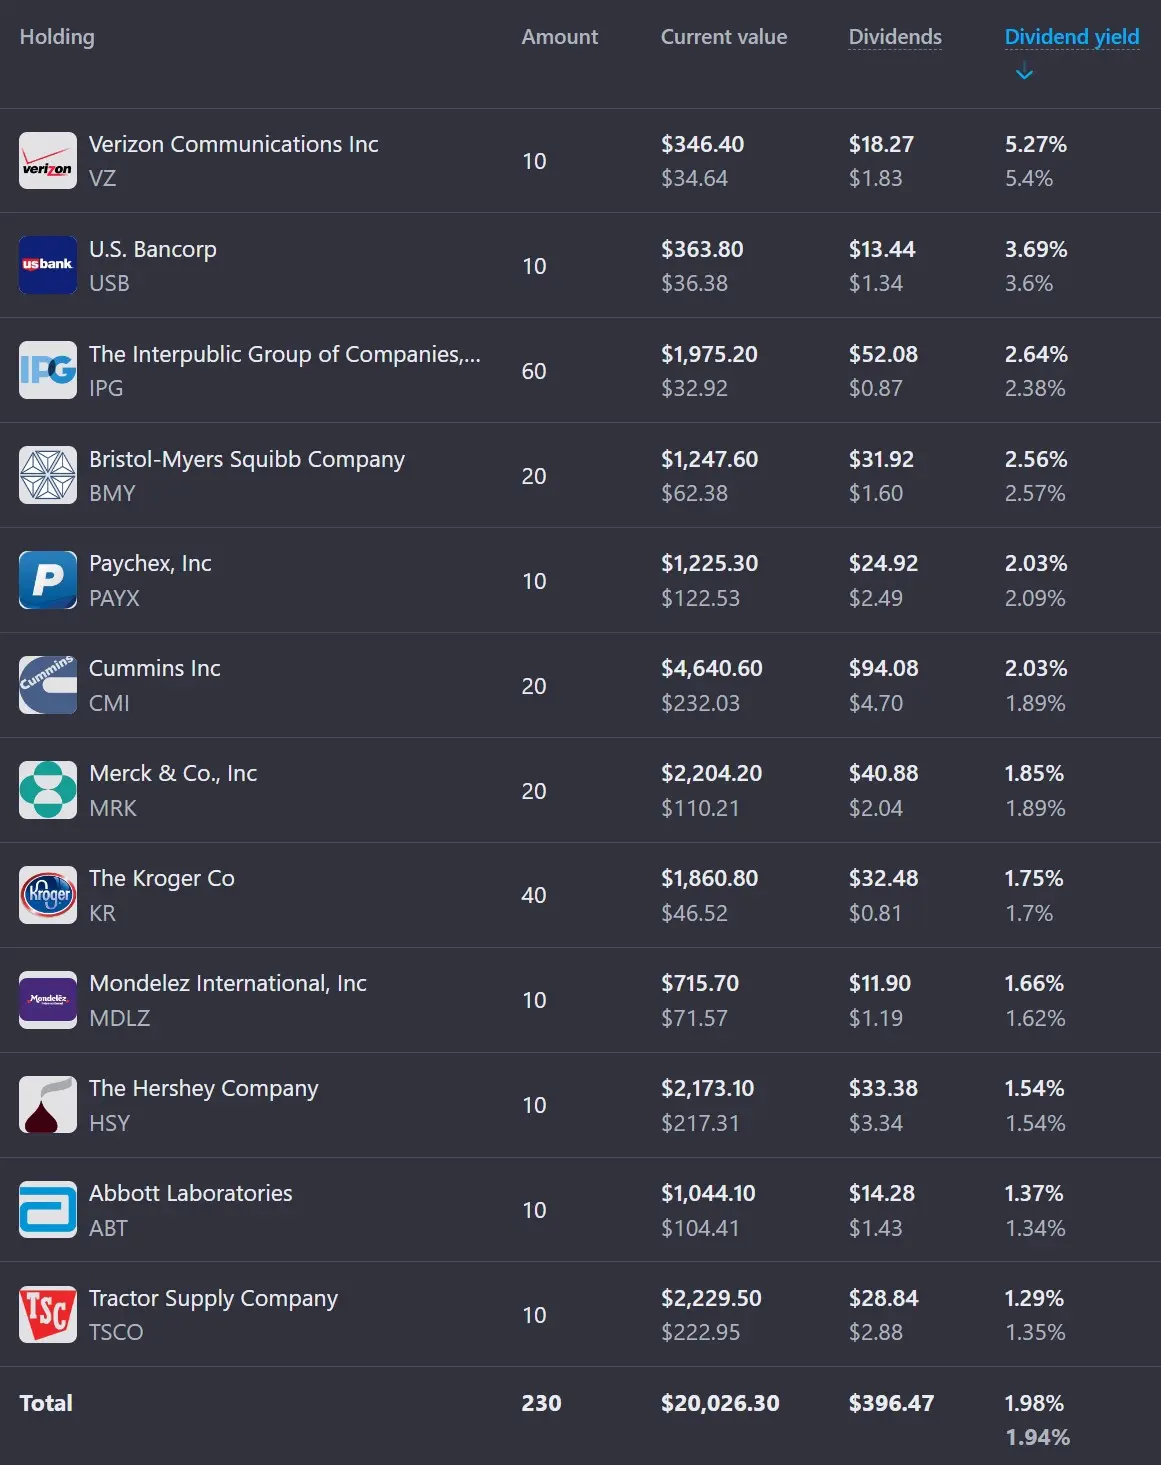 Holding Amount Current value Dividends Dividend yield
↓
verizon Verizon Communications Inc 10 $346.40 $18.27 5.27%
VZ $34.64 $1.83 5.4%
usbank U.S. Bancorp 10 $363.80 $13.44 3.69%
USB $36.38 $1.34 3.6%
IPG The Interpublic Group of Companies,... 60 $1,975.20 $52.08 2.64%
IPG $32.92 $0.87 2.38%
Bristol-Myers Squibb Company 20 $1,247.60 $31.92 2.56%
BMY $62.38 $1.60 2.57%
P Paychex, Inc 10 $1,225.30 $24.92 2.03%
PAYX $122.53 $2.49 2.09%
Cummins Cummins Inc 20 $4,640.60 $94.08 2.03%
CMI $232.03 $4.70 1.89%
Merck & Co., Inc 20 $2,204.20 $40.88 1.85%
MRK $110.21 $2.04 1.89%
Kroger The Kroger Co 40 $1,860.80 $32.48 1.75%
KR $46.52 $0.81 1.7%
Mondelēz Mondelez International, Inc 10 $715.70 $11.90 1.66%
MDLZ $71.57 $1.19 1.62%
The Hershey Company 10 $2,173.10 $33.38 1.54%
HSY $217.31 $3.34 1.54%
Abbott Laboratories 10 $1,044.10 $14.28 1.37%
ABT $104.41 $1.43 1.34%
TSC Tractor Supply Company 10 $2,229.50 $28.84 1.29%
TSCO $222.95 $2.88 1.35%
Total 230 $20,026.30 $396.47 1.98%
1.94%